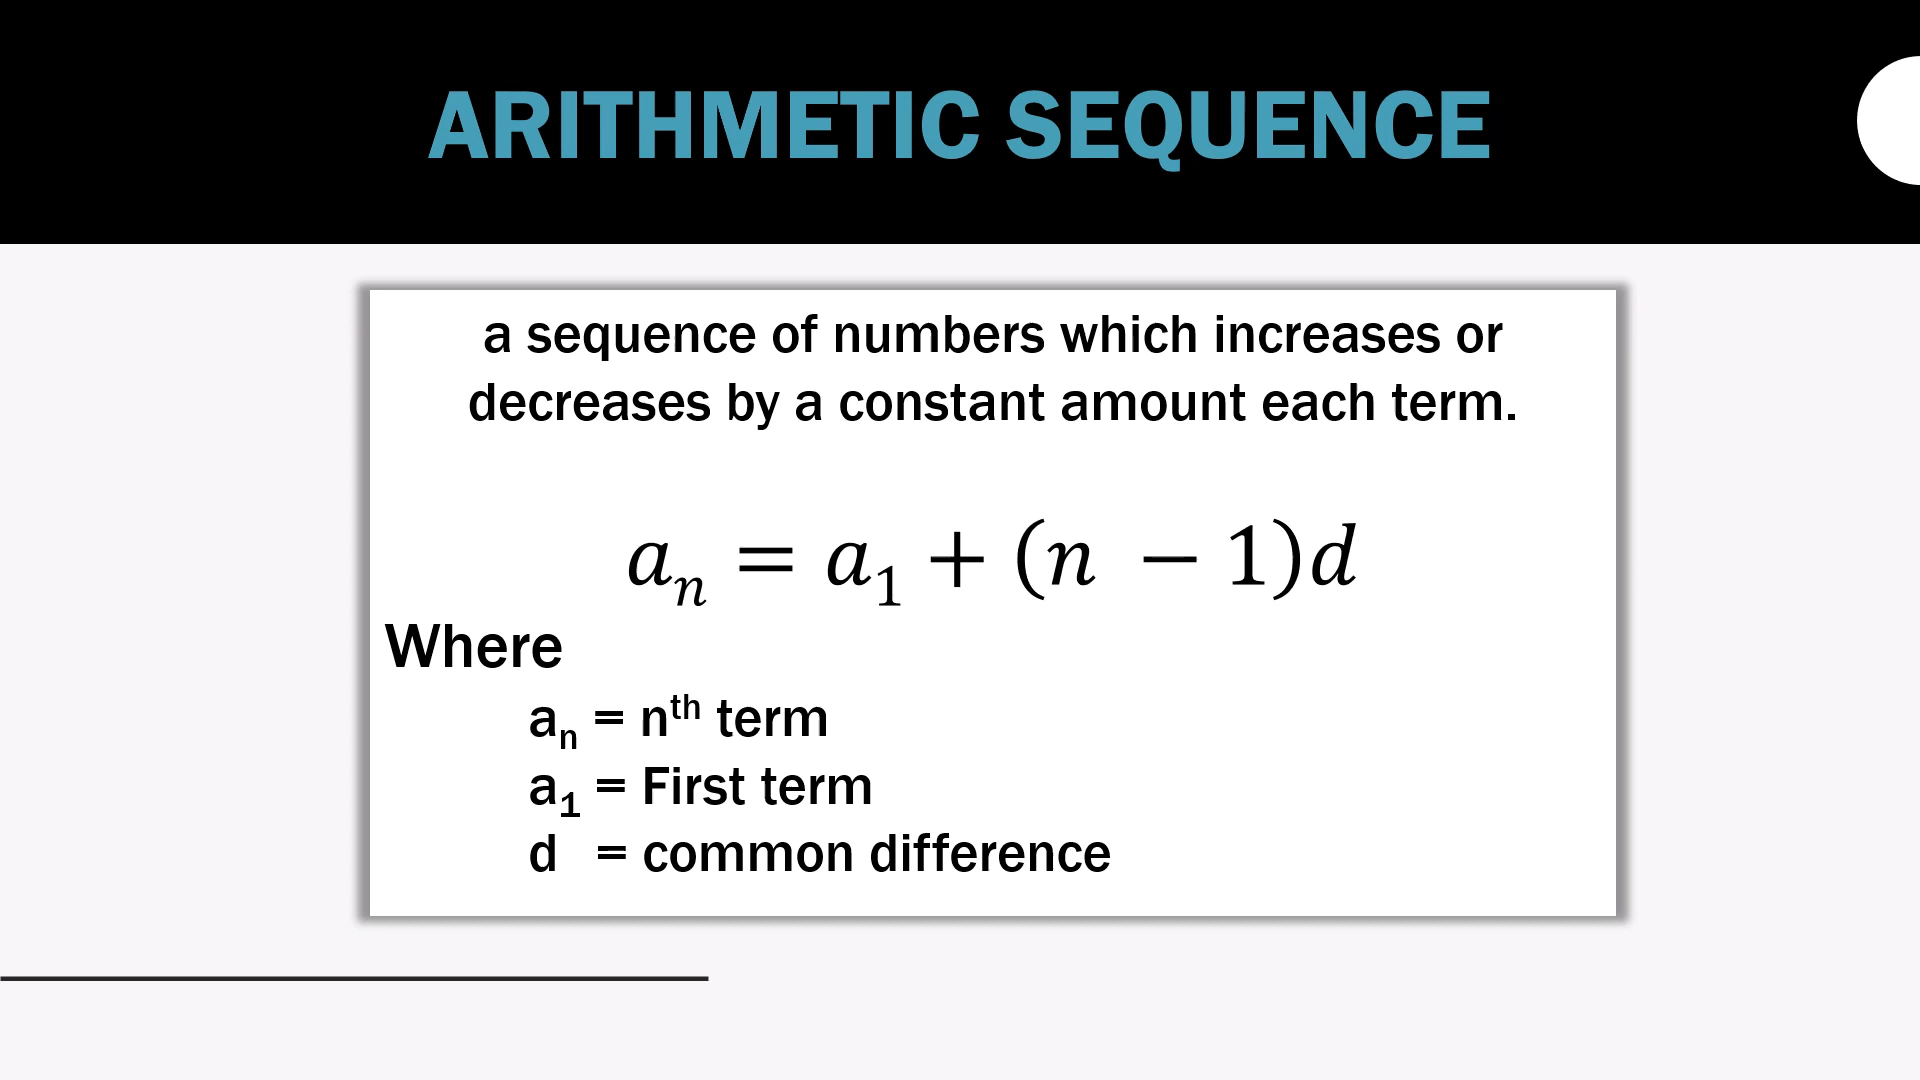 ARITHMETIC SEQUENCE
a sequence of numbers which increases or
decreases by a constant amount each term.
aₙ = a₁ + (n − 1)d
Where
aₙ = nᵗʰ term
a₁ = First term
d = common difference